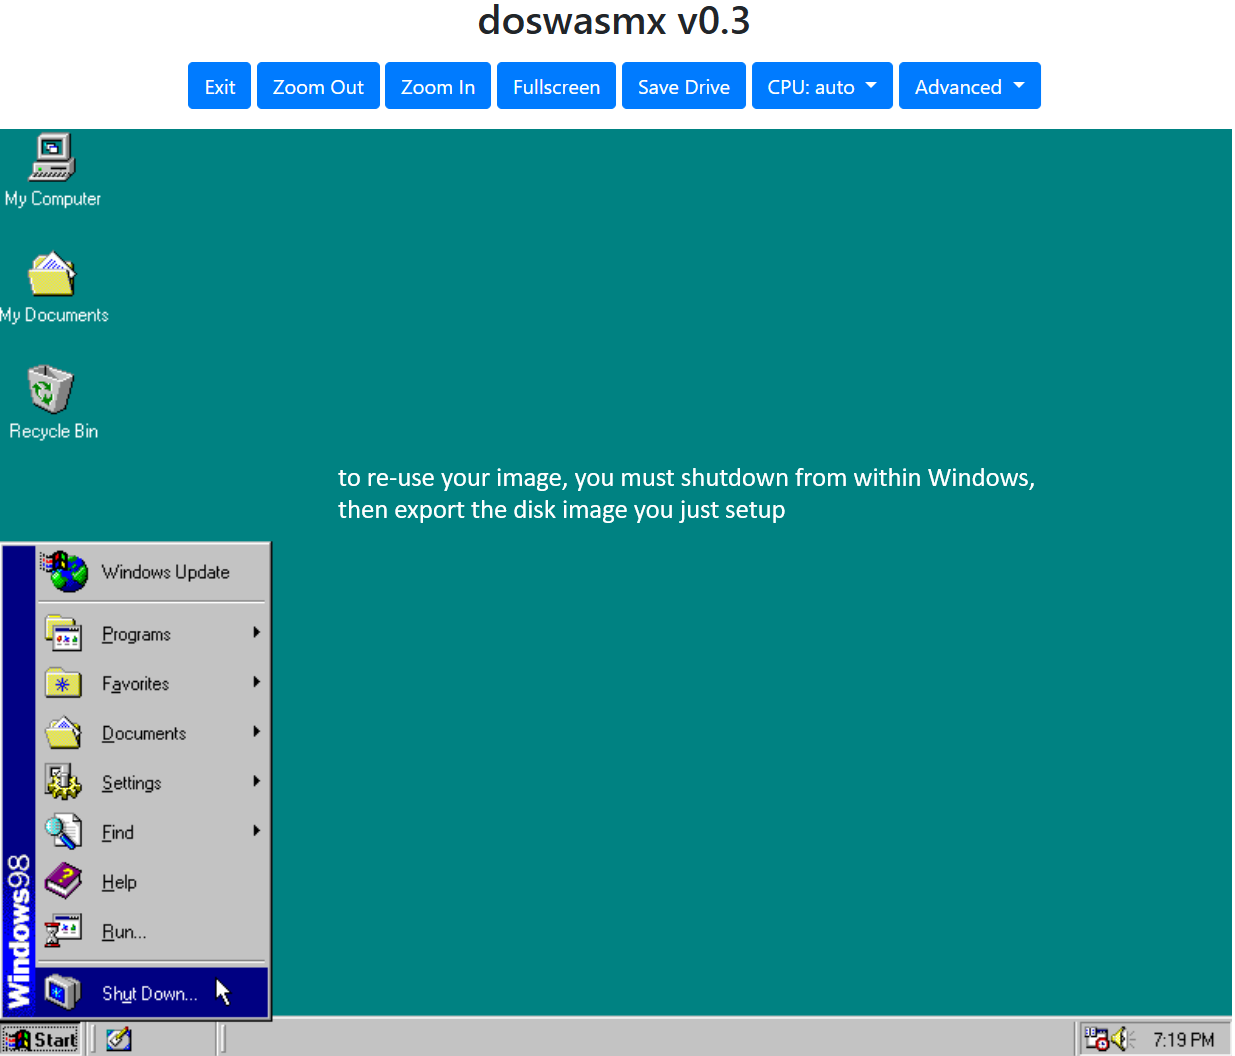 doswasmx v0.3
Exit Zoom Out Zoom In Fullscreen Save Drive CPU: auto Advanced
My Computer
My Documents
Recycle Bin
to re-use your image, you must shutdown from within Windows,
then export the disk image you just setup
Windows Update
Programs
Favorites
Documents
Settings
Find
Help
Run...
Shut Down...
Windows98
Start 7:19 PM